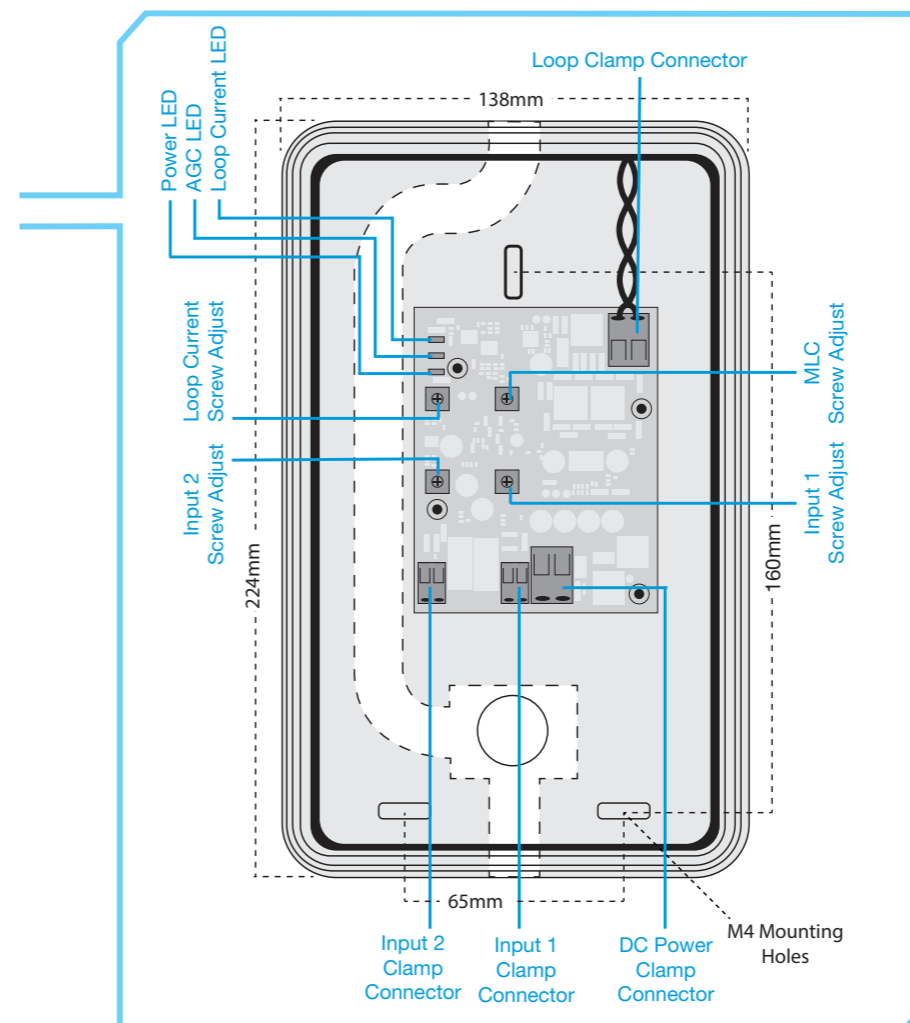 Loop Clamp Connector
138mm
Power LED
AGC LED
Loop Current LED
Loop Current
Screw Adjust
MLC
Screw Adjust
Input 2
Screw Adjust
Input 1
Screw Adjust
224mm
160mm
65mm
M4 Mounting
Holes
Input 2
Clamp
Connector
Input 1
Clamp
Connector
DC Power
Clamp
Connector